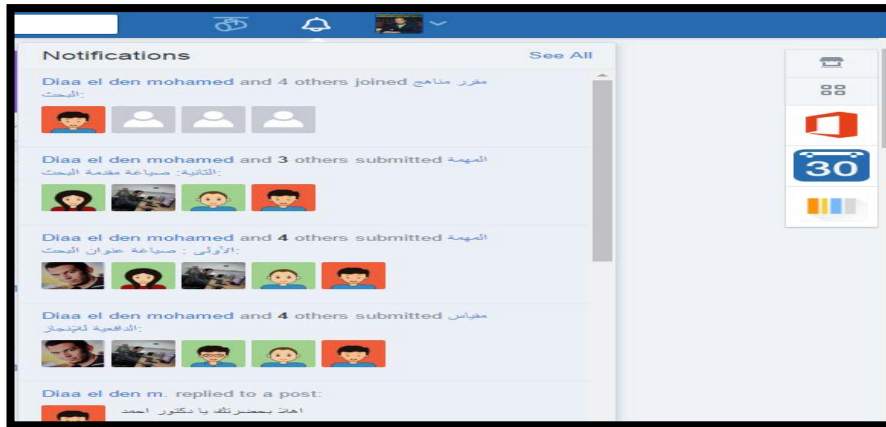 Notifications
See All
Diaa el den mohamed and 4 others joined مقرر مناهج
البحث:
Diaa el den mohamed and 3 others submitted المهمة
الثانية: صياغة مقدمة البحث:
Diaa el den mohamed and 4 others submitted المهمة
الأولى : صياغة عنوان البحث:
Diaa el den mohamed and 4 others submitted مقياس
الدافعية للإنجاز:
Diaa el den m. replied to a post:
اهلا بحضرتك يا دكتور احمد
30